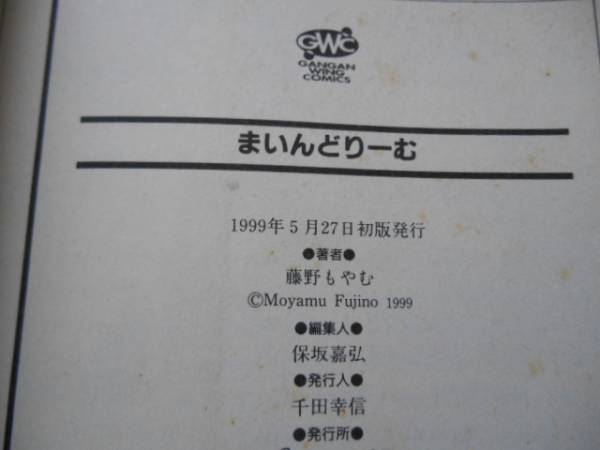 GWC
GANGAN
WING
COMICS
まいんどりーむ
1999年5月27日初版発行
●著者●
藤野もやむ
©Moyamu Fujino 1999
●編集人●
保坂嘉弘
●発行人●
千田幸信
●発行所●